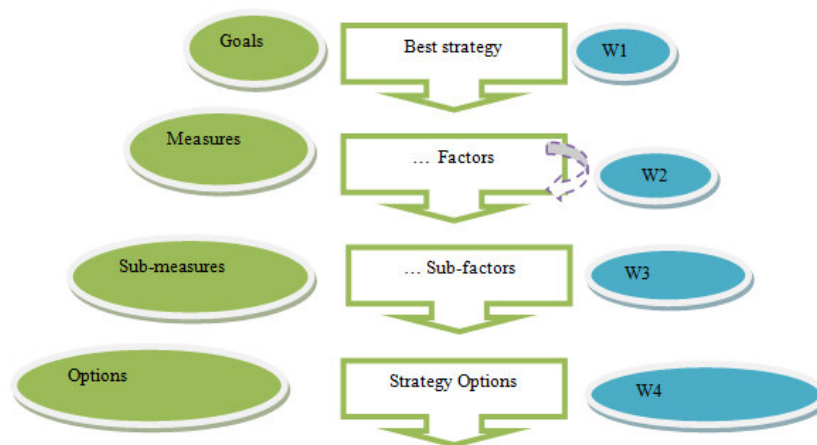 Goals
Best strategy
W1
Measures
... Factors
W2
Sub-measures
... Sub-factors
W3
Options
Strategy Options
W4